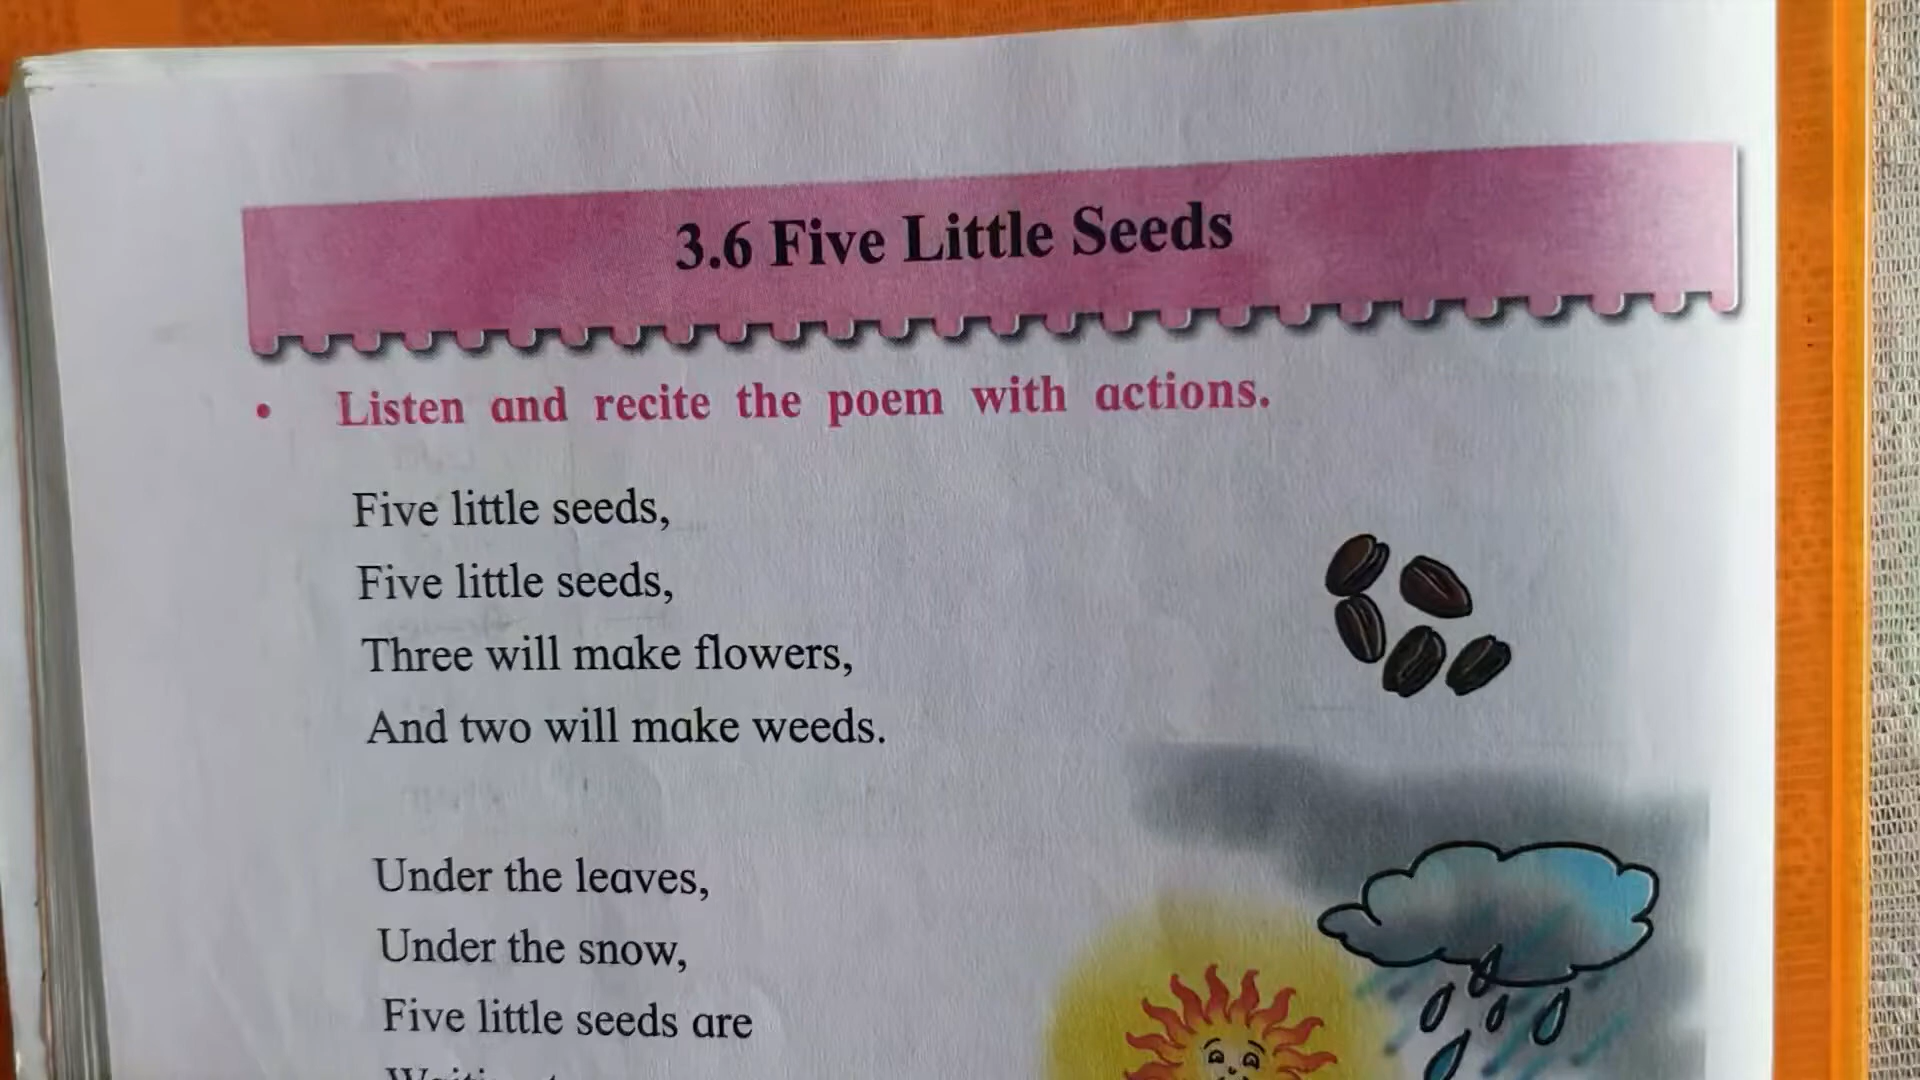 3.6 Five Little Seeds
• Listen and recite the poem with actions.
Five little seeds,
Five little seeds,
Three will make flowers,
And two will make weeds.
Under the leaves,
Under the snow,
Five little seeds are